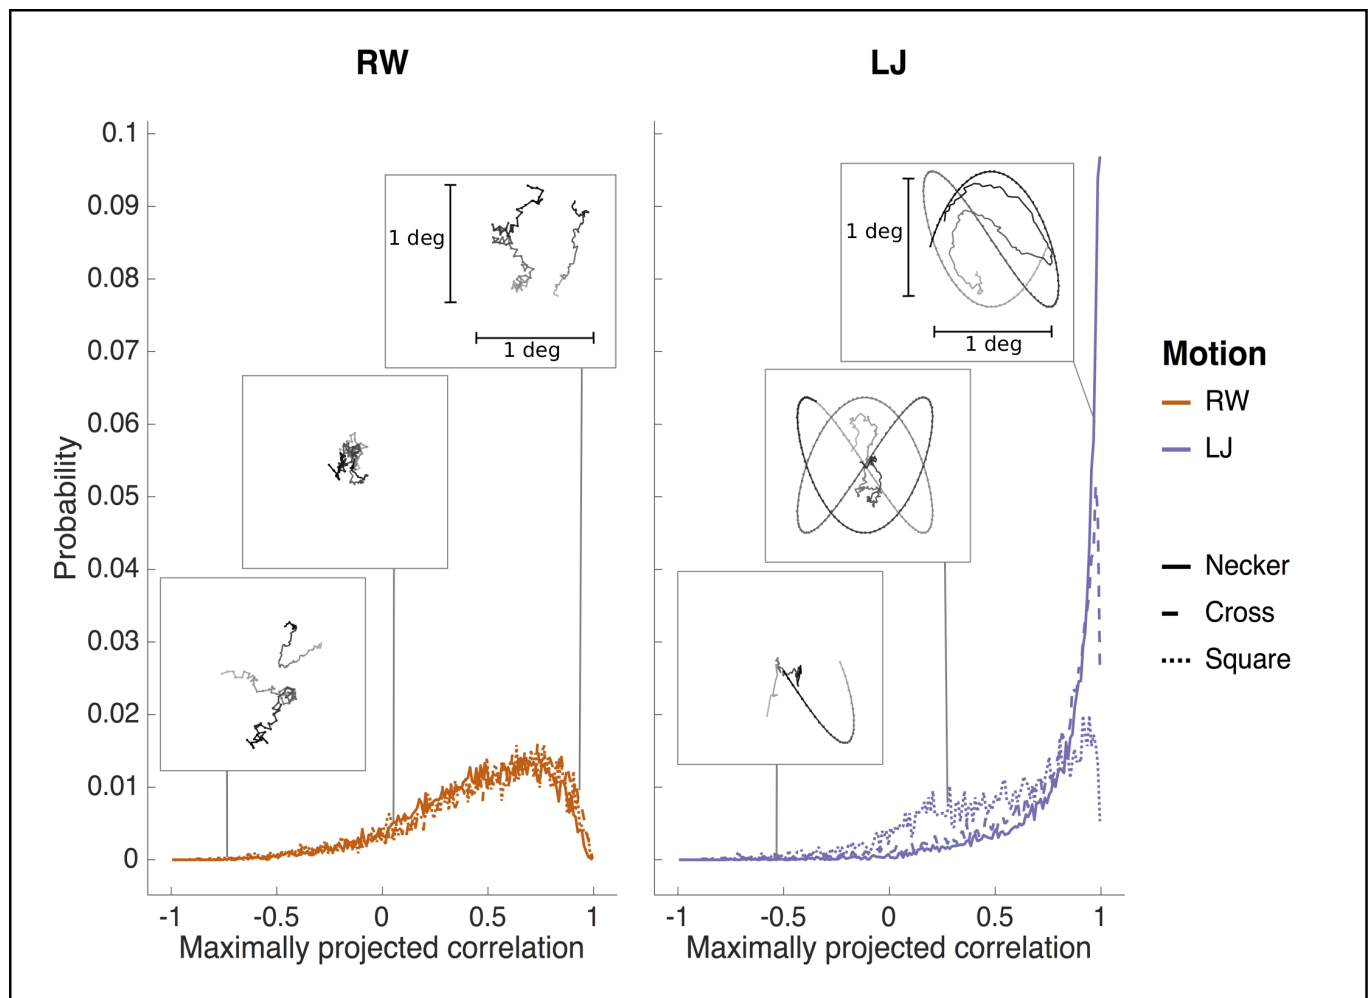 RW
LJ
0.1
0.09
0.08
0.07
0.06
0.05
0.04
0.03
0.02
0.01
0
Probability
1 deg
1 deg
1 deg
1 deg
-1
-0.5
0
0.5
1
-1
-0.5
0
0.5
1
Maximally projected correlation
Maximally projected correlation
Motion
RW
LJ
Necker
Cross
Square